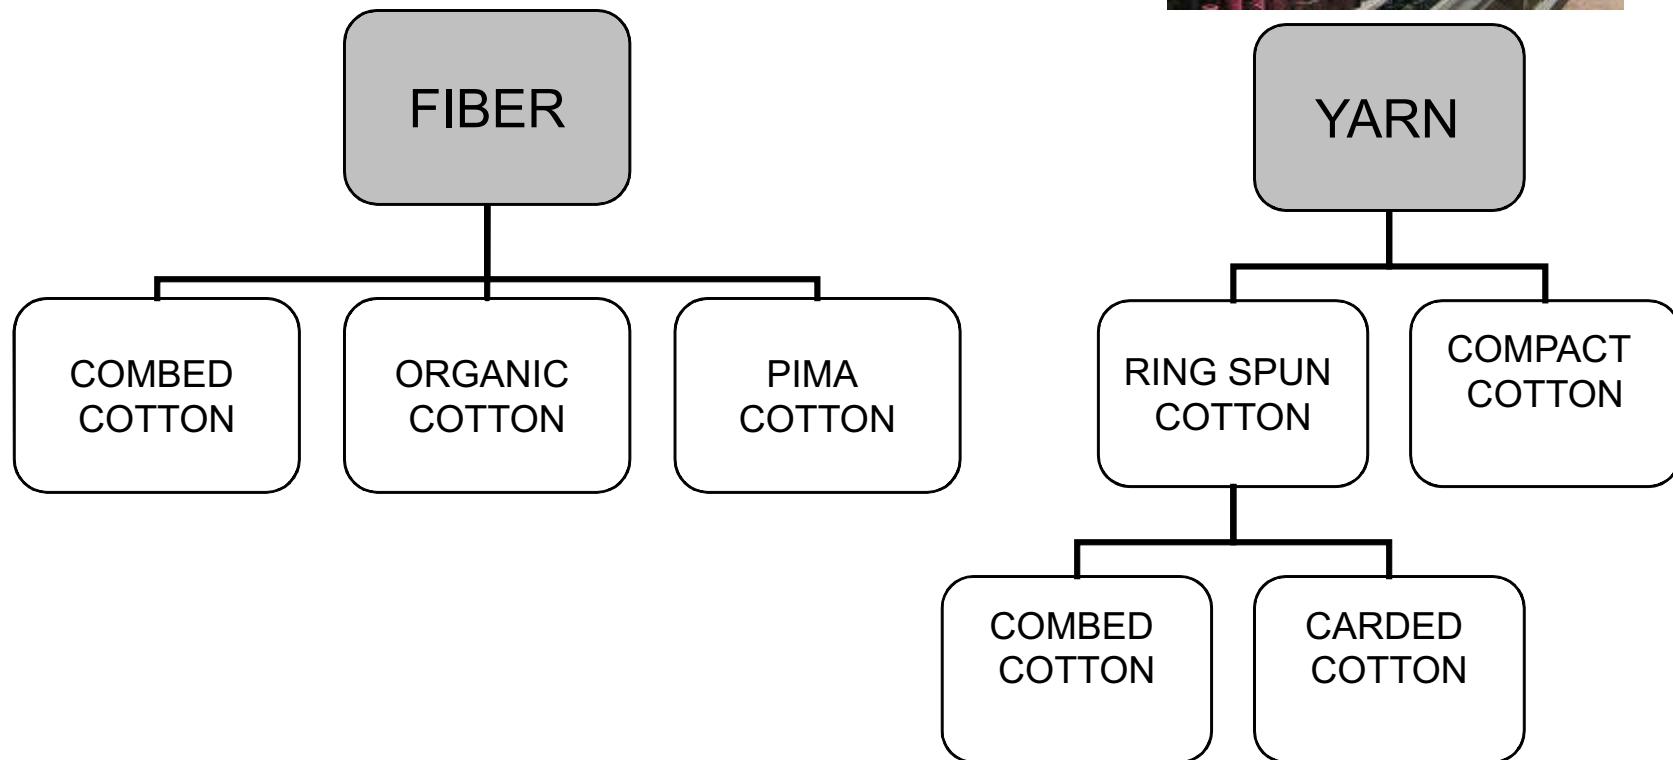 FIBER
YARN
COMBED
COTTON
ORGANIC
COTTON
PIMA
COTTON
RING SPUN
COTTON
COMPACT
COTTON
COMBED
COTTON
CARDED
COTTON